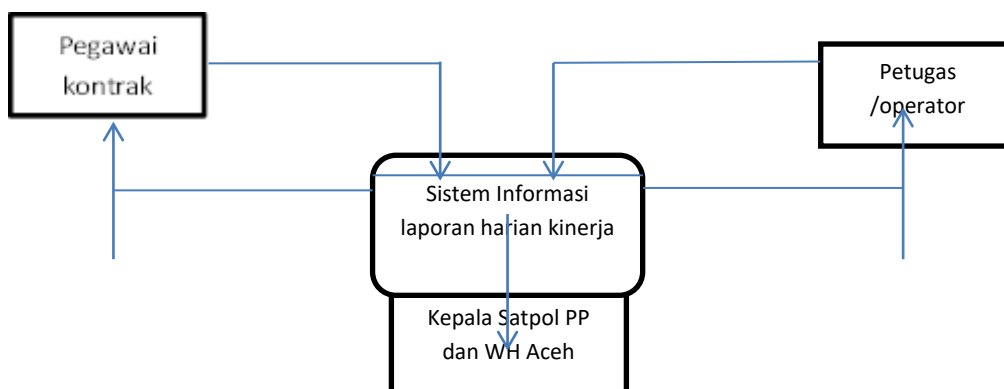 Pegawai
kontrak
Petugas
/operator
Sistem Informasi
laporan harian kinerja
Kepala Satpol PP
dan WH Aceh